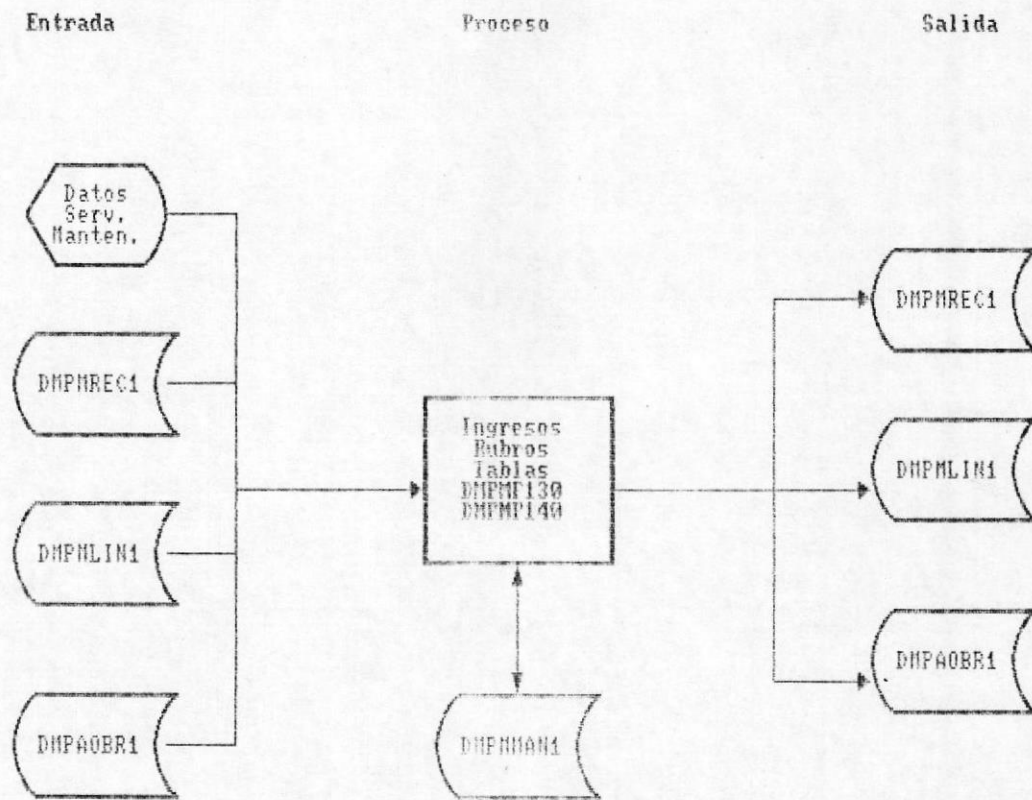 Entrada
Proceso
Salida
Datos
Serv.
Manten.
DMPMREC1
DMPMLIN1
DMPAOBR1
Ingresos
Rubros
Tablas
DMPMP130
DMPMP140
DMPMMAN1
DMPMREC1
DMPMLIN1
DMPAOBR1